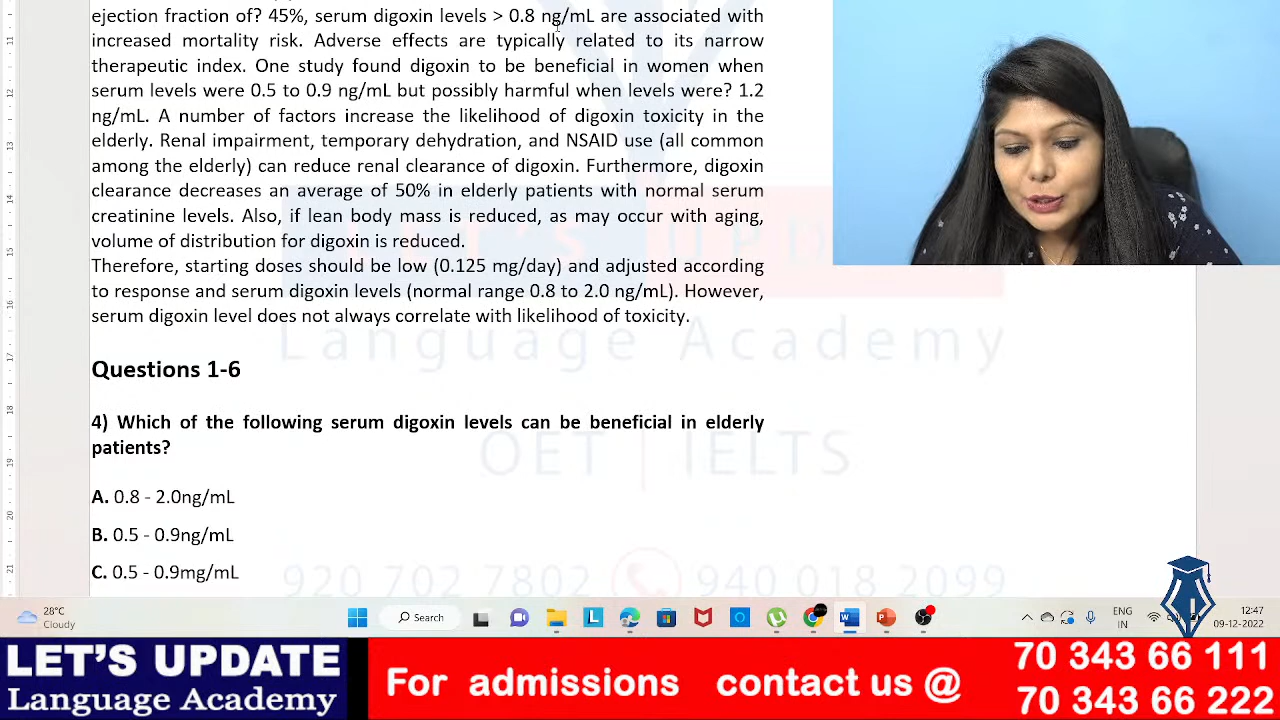 ejection fraction of? 45%, serum digoxin levels > 0.8 ng/mL are associated with
increased mortality risk. Adverse effects are typically related to its narrow
therapeutic index. One study found digoxin to be beneficial in women when
serum levels were 0.5 to 0.9 ng/mL but possibly harmful when levels were? 1.2
ng/mL. A number of factors increase the likelihood of digoxin toxicity in the
elderly. Renal impairment, temporary dehydration, and NSAID use (all common
among the elderly) can reduce renal clearance of digoxin. Furthermore, digoxin
clearance decreases an average of 50% in elderly patients with normal serum
creatinine levels. Also, if lean body mass is reduced, as may occur with aging,
volume of distribution for digoxin is reduced.
Therefore, starting doses should be low (0.125 mg/day) and adjusted according
to response and serum digoxin levels (normal range 0.8 to 2.0 ng/mL). However,
serum digoxin level does not always correlate with likelihood of toxicity.
Language Academy
Questions 1-6
4) Which of the following serum digoxin levels can be beneficial in elderly
patients?
OET | IELTS
A. 0.8 - 2.0ng/mL
B. 0.5 - 0.9ng/mL
C. 0.5 - 0.9mg/mL
940 018 2099
11
12
13
14
15
16
17
18
19
20
21
28°C
Cloudy
Search
ENG
IN
12:47
09-12-2022
LET'S UPDATE
Language Academy
For admissions contact us @
70 343 66 111
70 343 66 222